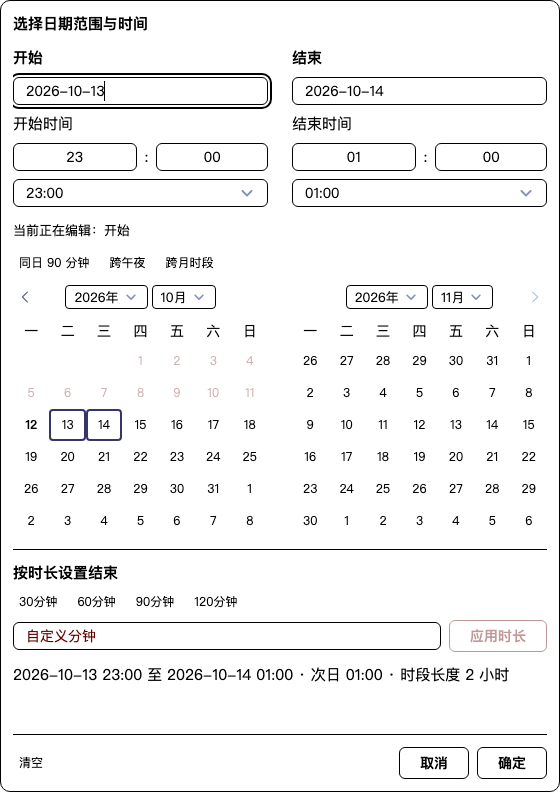 选择日期范围与时间
开始 结束
2026–10–13 2026–10–14
开始时间 结束时间
23 : 00 01 : 00
23:00 01:00
当前正在编辑：开始
同日 90 分钟 跨午夜 跨月时段
2026年 10月 2026年 11月
一 二 三 四 五 六 日 一 二 三 四 五 六 日
1 2 3 4 26 27 28 29 30 31 1
5 6 7 8 9 10 11 2 3 4 5 6 7 8
12 13 14 15 16 17 18 9 10 11 12 13 14 15
19 20 21 22 23 24 25 16 17 18 19 20 21 22
26 27 28 29 30 31 1 23 24 25 26 27 28 29
2 3 4 5 6 7 8 30 1 2 3 4 5 6
按时长设置结束
30分钟 60分钟 90分钟 120分钟
自定义分钟 应用时长
2026–10–13 23:00 至 2026–10–14 01:00 · 次日 01:00 · 时段长度 2 小时
清空 取消 确定